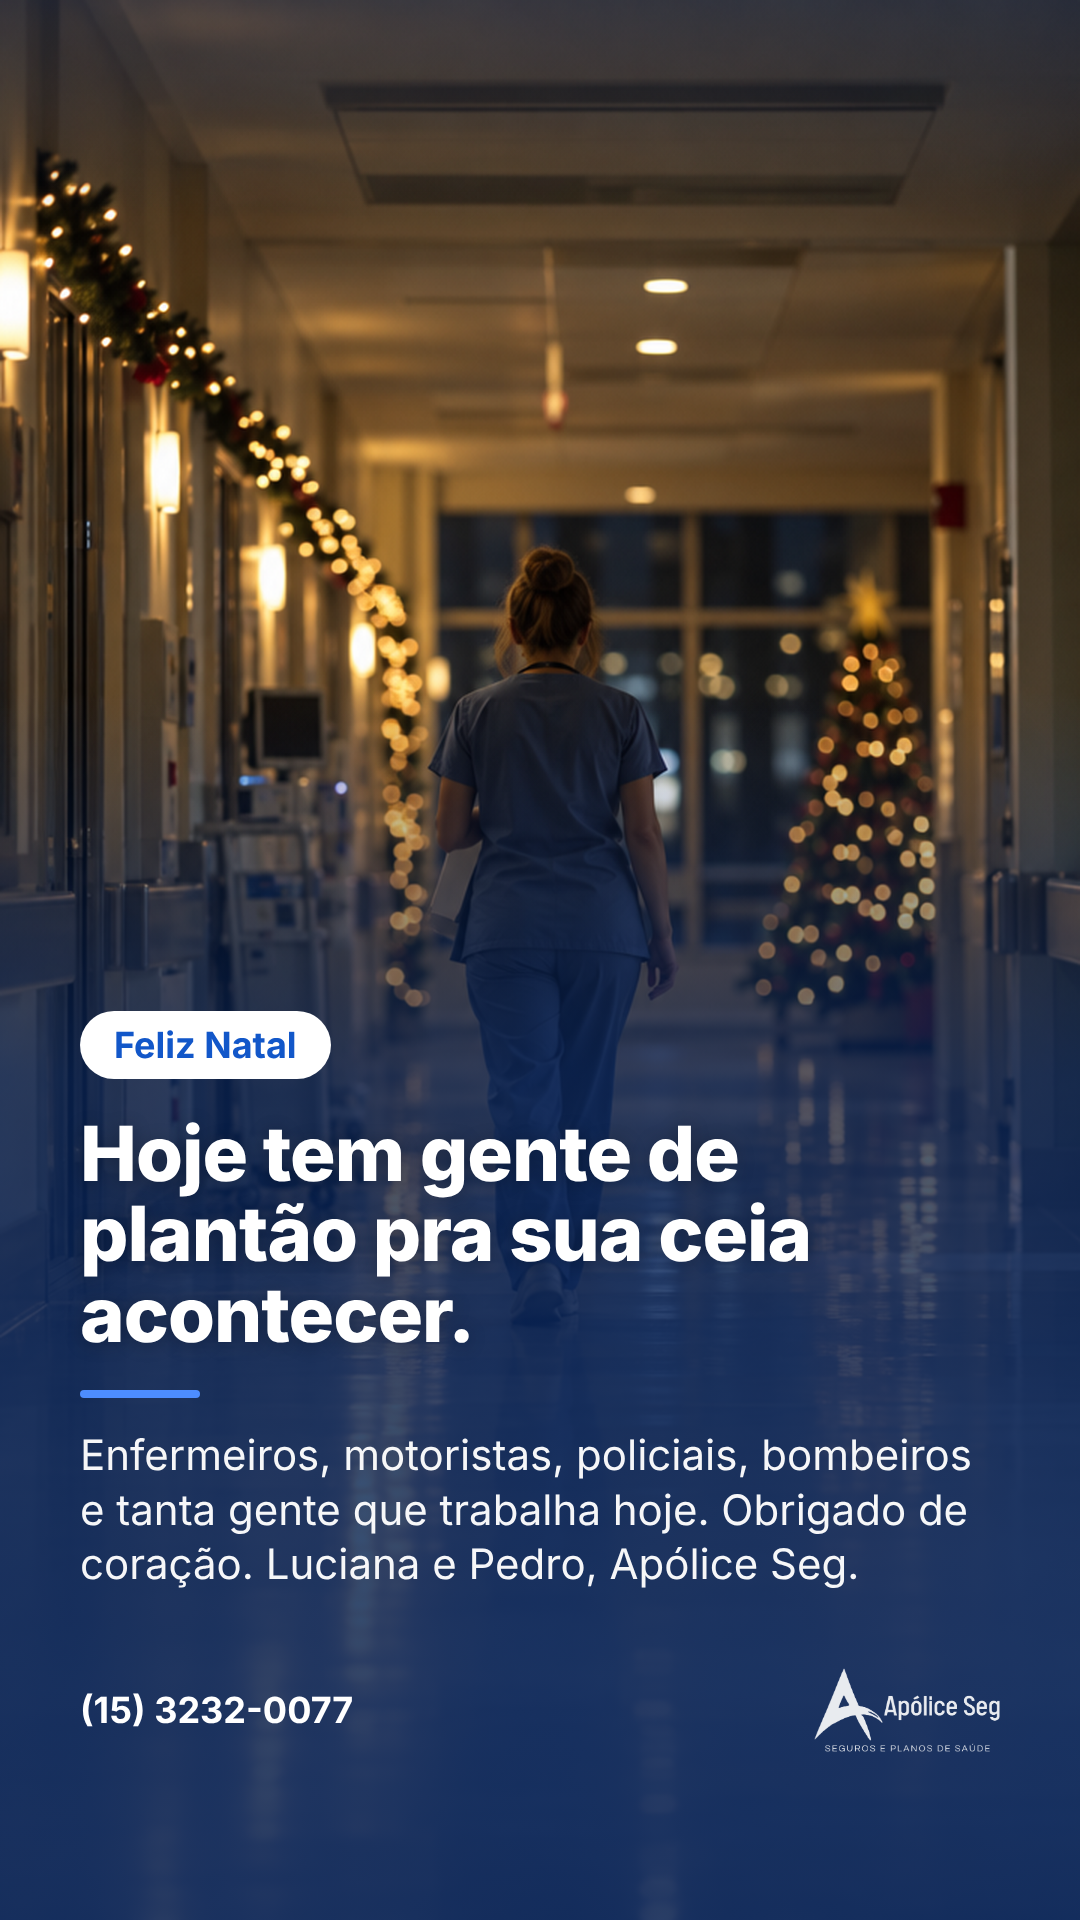 Feliz Natal
Hoje tem gente de
plantão pra sua ceia
acontecer.
Enfermeiros, motoristas, policiais, bombeiros
e tanta gente que trabalha hoje. Obrigado de
coração. Luciana e Pedro, Apólice Seg.
(15) 3232-0077
Apólice Seg
SEGUROS E PLANOS DE SAÚDE